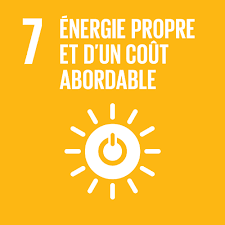 7 ÉNERGIE PROPRE
ET D'UN COÛT
ABORDABLE